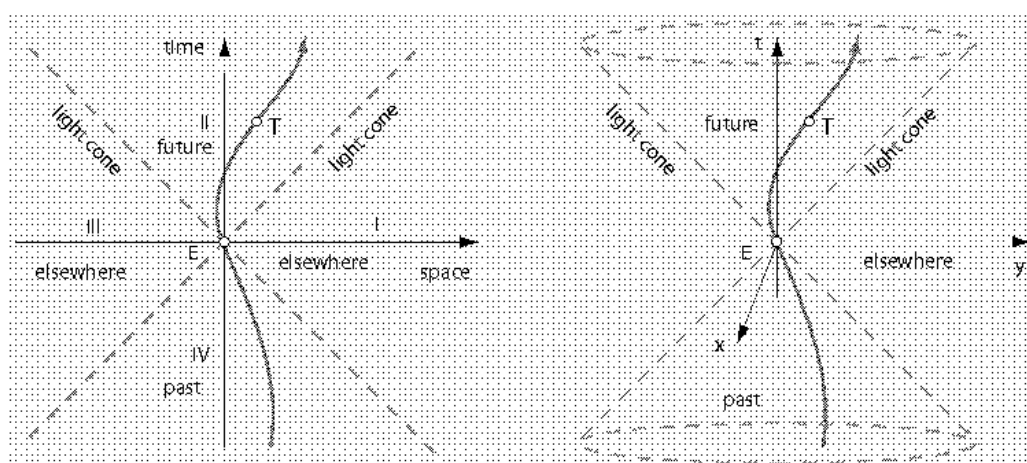 time
light cone
II
future
T
light cone
III
I
E
elsewhere
elsewhere
space
IV
past
t
light cone
future
T
light cone
E
elsewhere
y
x
past